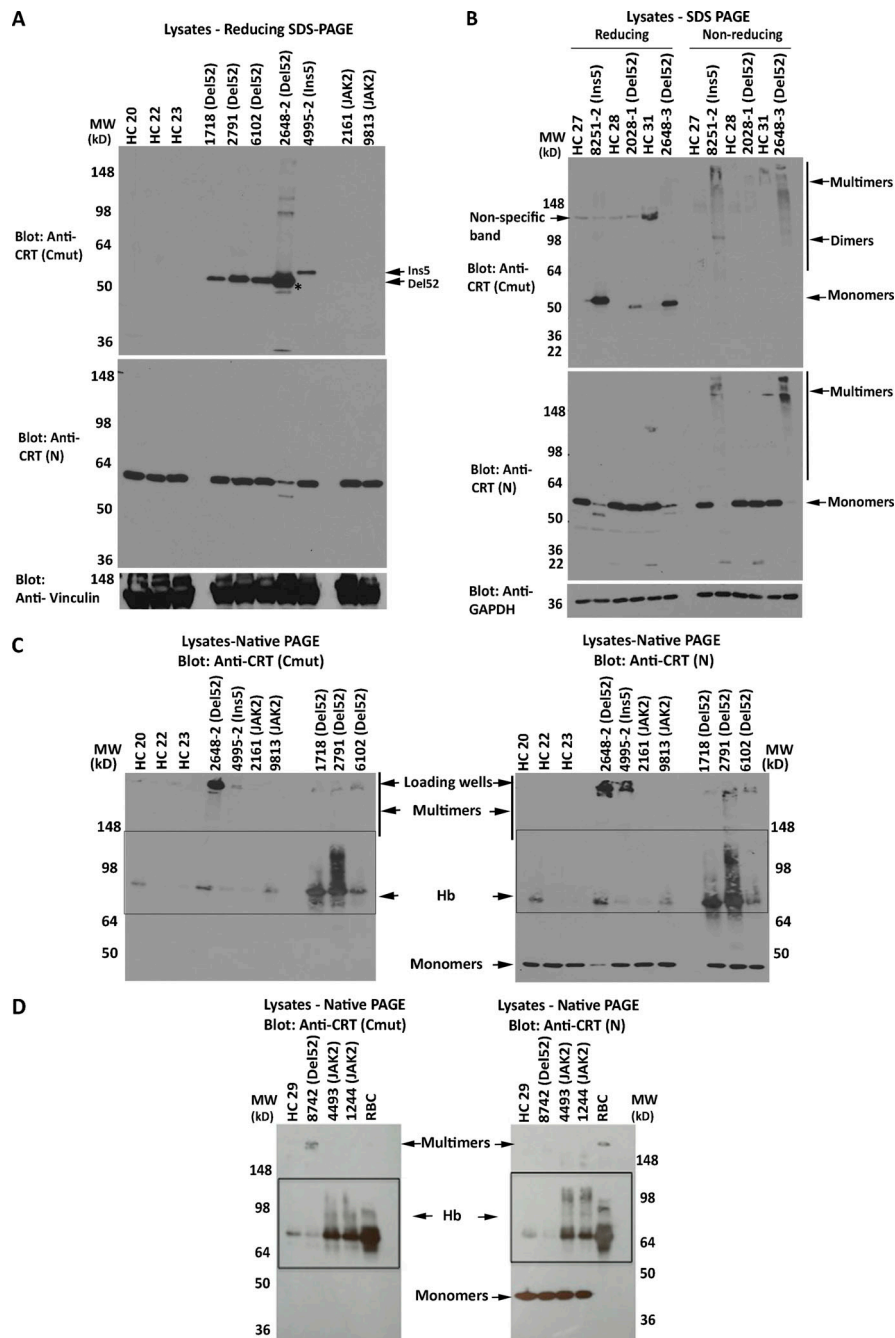 A
Lysates - Reducing SDS-PAGE
MW
(kD)
HC 20
HC 22
HC 23
1718 (Del52)
2791 (Del52)
6102 (Del52)
2648-2 (Del52)
4995-2 (Ins5)
2161 (JAK2)
9813 (JAK2)
148
98
64
50
36
Blot: Anti-
CRT (Cmut)
Ins5
Del52
*
148
98
64
50
36
Blot: Anti-
CRT (N)
Blot:
Anti- Vinculin
148
B
Lysates - SDS PAGE
Reducing
Non-reducing
MW
(kD)
HC 27
8251-2 (Ins5)
HC 28
2028-1 (Del52)
HC 31
2648-3 (Del52)
HC 27
8251-2 (Ins5)
HC 28
2028-1 (Del52)
HC 31
2648-3 (Del52)
148
Non-specific
band
98
Blot: Anti-
CRT (Cmut)
64
50
36
22
Multimers
Dimers
Monomers
148
98
Blot: Anti-
CRT (N)
64
50
36
22
Multimers
Monomers
Blot: Anti-
GAPDH
36
C
Lysates-Native PAGE
Blot: Anti-CRT (Cmut)
MW
(kD)
HC 20
HC 22
HC 23
2648-2 (Del52)
4995-2 (Ins5)
2161 (JAK2)
9813 (JAK2)
1718 (Del52)
2791 (Del52)
6102 (Del52)
148
98
64
50
Loading wells
Multimers
Hb
Monomers
Lysates-Native PAGE
Blot: Anti-CRT (N)
HC 20
HC 22
HC 23
2648-2 (Del52)
4995-2 (Ins5)
2161 (JAK2)
9813 (JAK2)
1718 (Del52)
2791 (Del52)
6102 (Del52)
MW
(kD)
148
98
64
50
D
Lysates - Native PAGE
Blot: Anti-CRT (Cmut)
MW
(kD)
HC 29
8742 (Del52)
4493 (JAK2)
1244 (JAK2)
RBC
148
98
64
50
36
Multimers
Hb
Monomers
Lysates - Native PAGE
Blot: Anti-CRT (N)
HC 29
8742 (Del52)
4493 (JAK2)
1244 (JAK2)
RBC
MW
(kD)
148
98
64
50
36